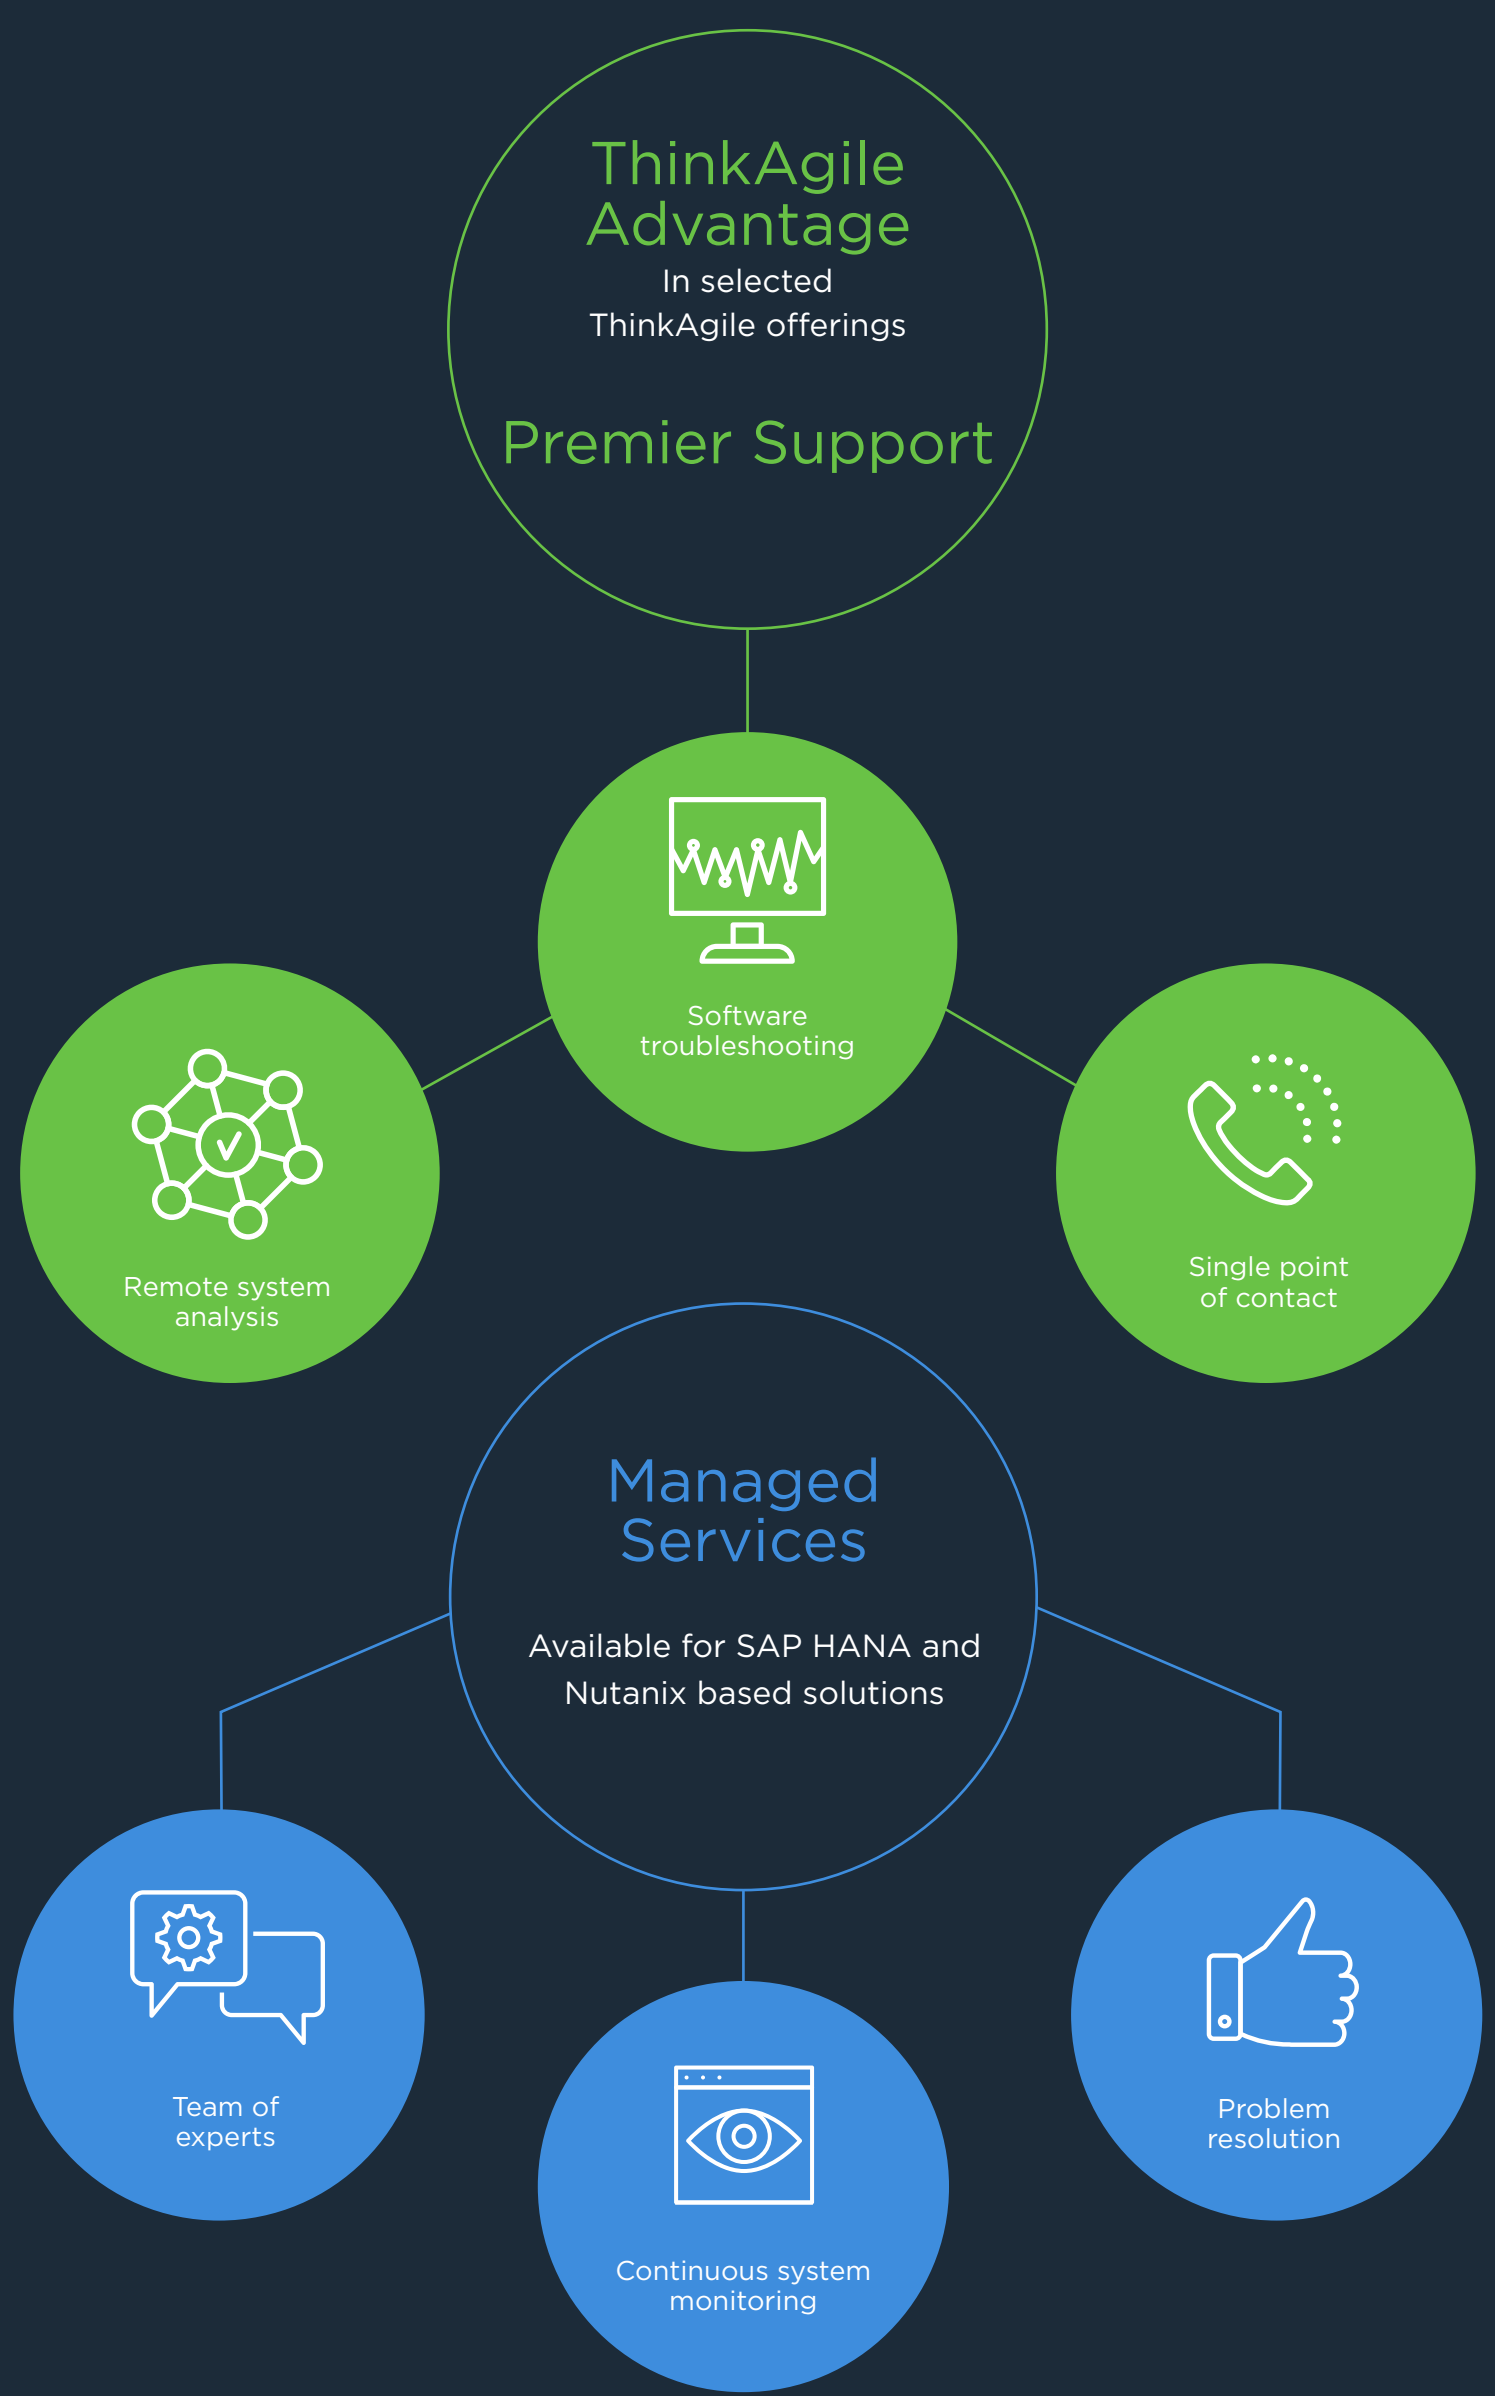 ThinkAgile
Advantage
In selected
ThinkAgile offerings
Premier Support
Software
troubleshooting
Remote system
analysis
Single point
of contact
Managed
Services
Available for SAP HANA and
Nutanix based solutions
Team of
experts
Problem
resolution
Continuous system
monitoring